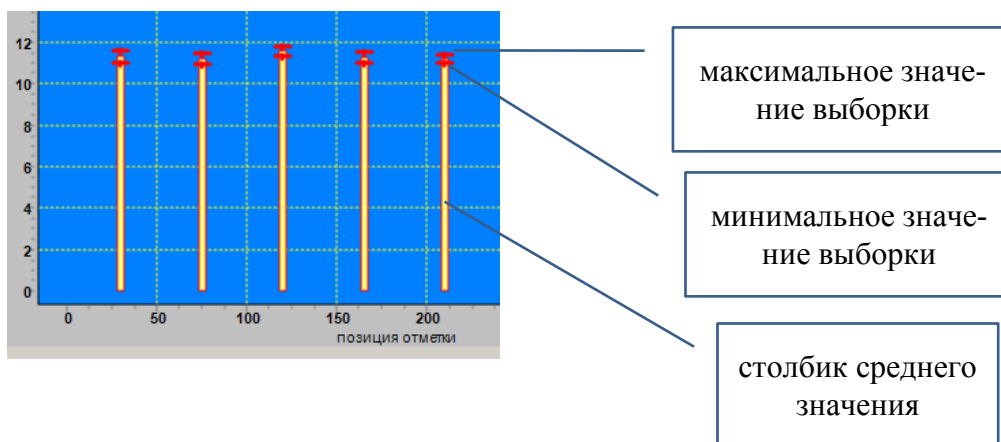 12
10
8
6
4
2
0
0 50 100 150 200
позиция отметки
максимальное значе-
ние выборки
минимальное значе-
ние выборки
столбик среднего
значения